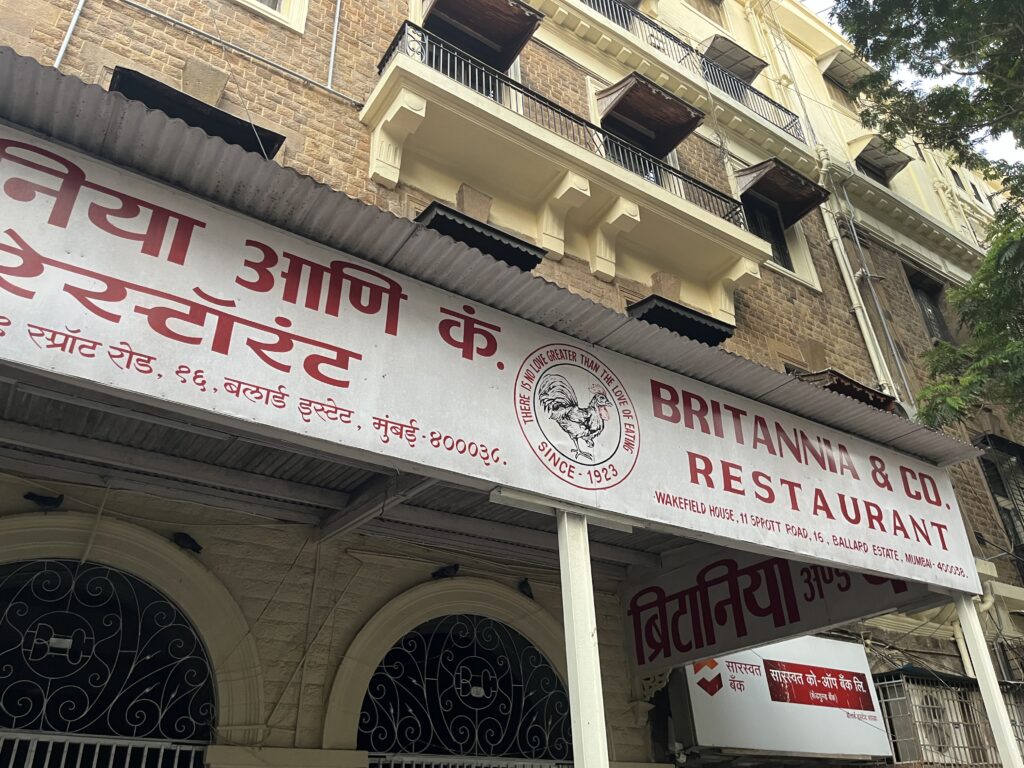 निया आणि कं.
रेस्टॉरंट
स्प्रॉट रोड, १६, बलार्ड इस्टेट, मुंबई-४०००३८.
THERE IS NO LOVE GREATER THAN THE LOVE OF EATING
SINCE - 1923
BRITANNIA & CO.
RESTAURANT
WAKEFIELD HOUSE, 11 SPROTT ROAD, 16, BALLARD ESTATE, MUMBAI-400038.
ब्रिटानिया अण्ड
सारस्वत
बैंक
सारस्वत को-ऑप बँक लि.
(शेड्युल्ड बँक)